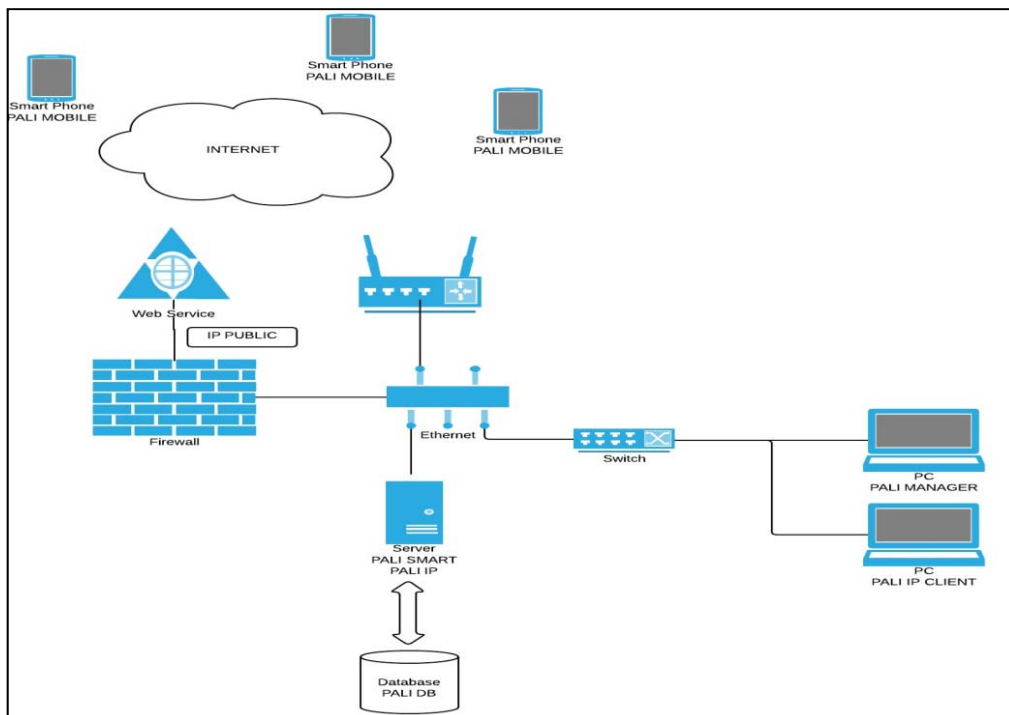 Smart Phone
PALI MOBILE
Smart Phone
PALI MOBILE
Smart Phone
PALI MOBILE
INTERNET
Web Service
IP PUBLIC
Firewall
Ethernet
Switch
PC
PALI MANAGER
Server
PALI SMART
PALI IP
PC
PALI IP CLIENT
Database
PALI DB